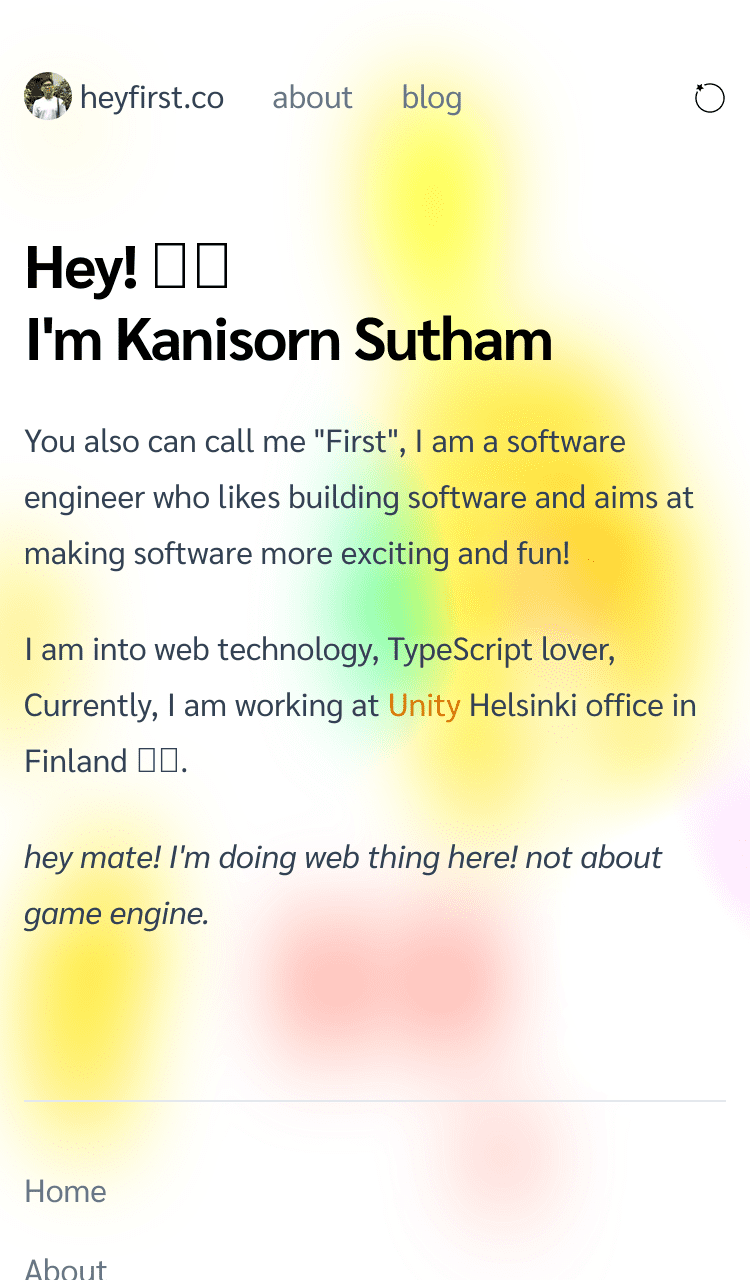 heyfirst.co about blog
Hey! 
I'm Kanisorn Sutham
You also can call me "First", I am a software
engineer who likes building software and aims at
making software more exciting and fun!
I am into web technology, TypeScript lover,
Currently, I am working at Unity Helsinki office in
Finland .
hey mate! I'm doing web thing here! not about
game engine.
Home
About